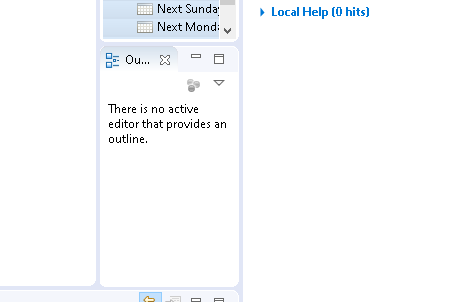 Next Sunday
Next Monda
Local Help (0 hits)
Ou...
There is no active
editor that provides an
outline.